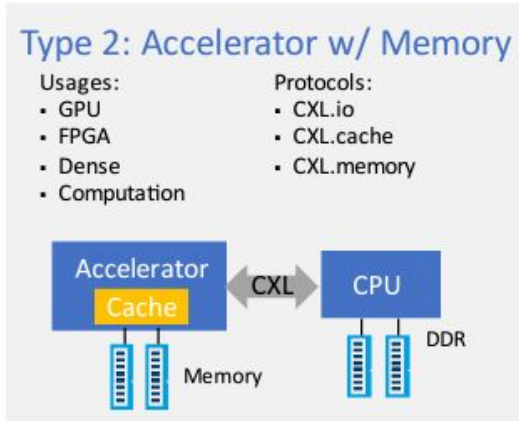 Type 2: Accelerator w/ Memory
Usages:
▪ GPU
▪ FPGA
▪ Dense
▪ Computation
Protocols:
▪ CXL.io
▪ CXL.cache
▪ CXL.memory
Accelerator
Cache
CXL
CPU
Memory
DDR